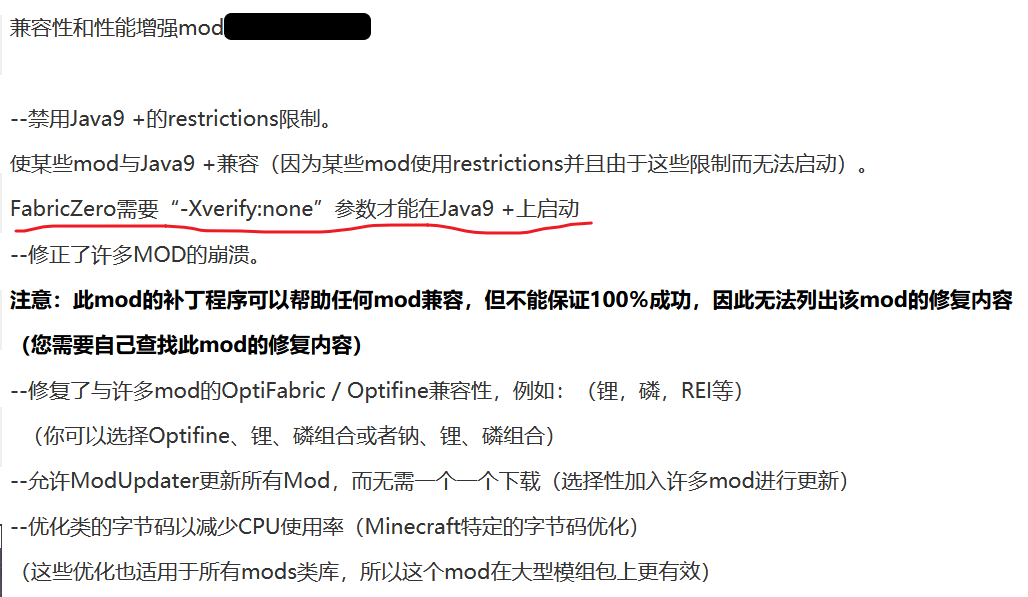 兼容性和性能增强mod
--禁用Java9 +的restrictions限制。
使某些mod与Java9 +兼容（因为某些mod使用restrictions并且由于这些限制而无法启动）。
FabricZero需要“-Xverify:none”参数才能在Java9 +上启动
--修正了许多MOD的崩溃。
注意：此mod的补丁程序可以帮助任何mod兼容，但不能保证100%成功，因此无法列出该mod的修复内容
（您需要自己查找此mod的修复内容）
--修复了与许多mod的OptiFabric / Optifine兼容性，例如：（锂，磷，REI等）
（你可以选择Optifine、锂、磷组合或者钠、锂、磷组合）
--允许ModUpdater更新所有Mod，而无需一个一个下载（选择性加入许多mod进行更新）
--优化类的字节码以减少CPU使用率（Minecraft特定的字节码优化）
（这些优化也适用于所有mods类库，所以这个mod在大型模组包上更有效）